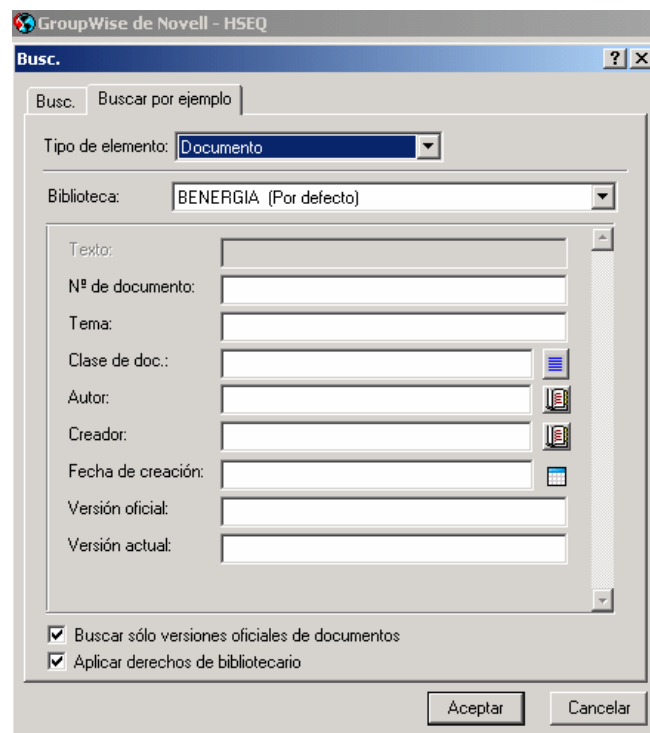 GroupWise de Novell - HSEQ
Busc.
Busc. Buscar por ejemplo
Tipo de elemento: Documento
Biblioteca: BENERGIA (Por defecto)
Texto:
Nº de documento:
Tema:
Clase de doc.:
Autor:
Creador:
Fecha de creación:
Versión oficial:
Versión actual:
Buscar sólo versiones oficiales de documentos
Aplicar derechos de bibliotecario
Aceptar Cancelar